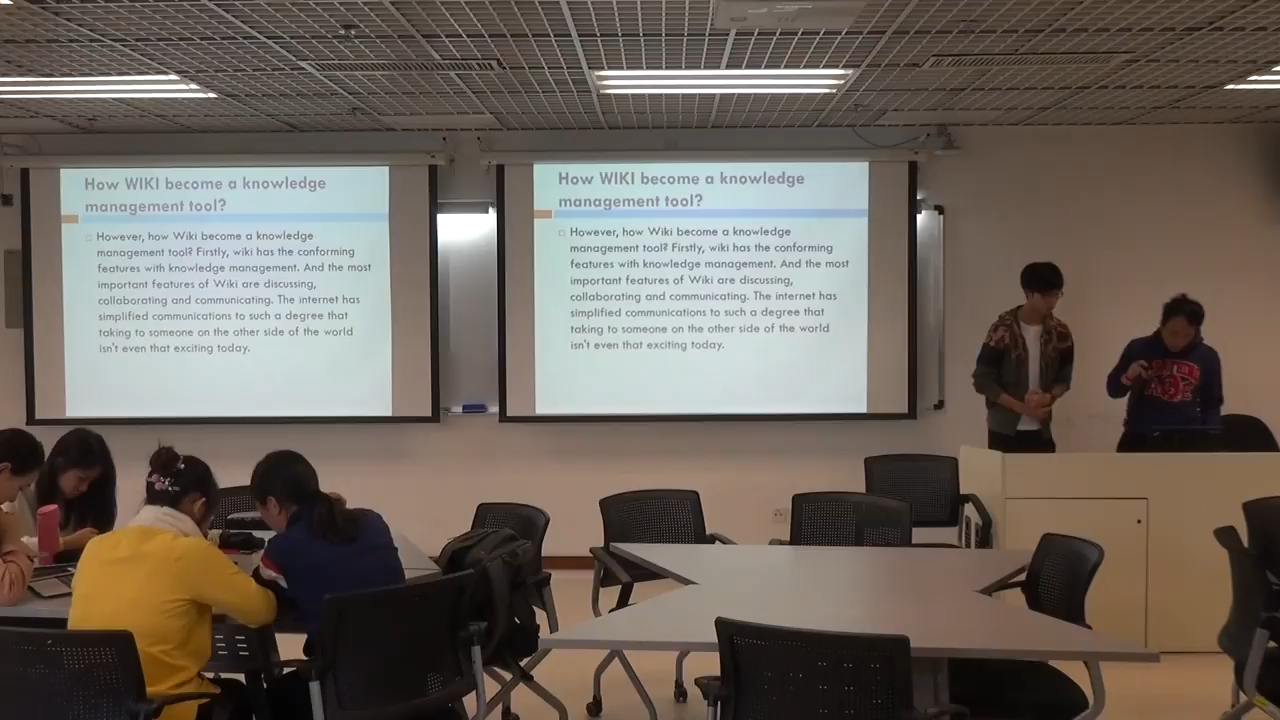 How WIKI become a knowledge
management tool?
However, how Wiki become a knowledge
management tool? Firstly, wiki has the conforming
features with knowledge management. And the most
important features of Wiki are discussing,
collaborating and communicating. The internet has
simplified communications to such a degree that
taking to someone on the other side of the world
isn't even that exciting today.
How WIKI become a knowledge
management tool?
However, how Wiki become a knowledge
management tool? Firstly, wiki has the conforming
features with knowledge management. And the most
important features of Wiki are discussing,
collaborating and communicating. The internet has
simplified communications to such a degree that
taking to someone on the other side of the world
isn't even that exciting today.